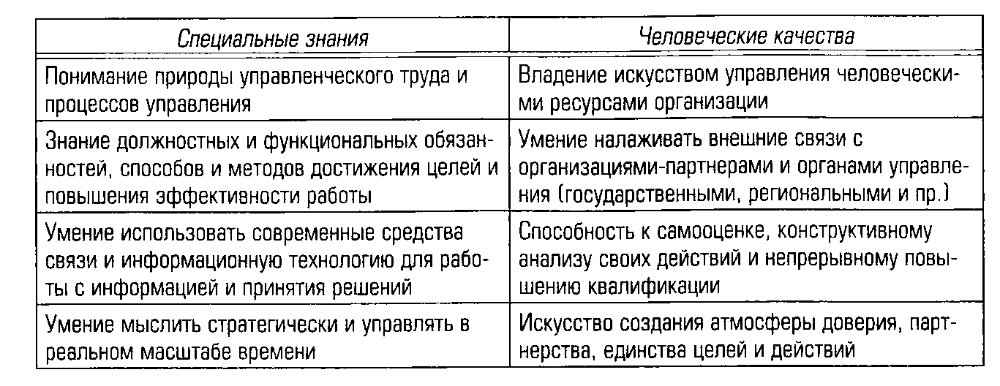 Специальные знания
Человеческие качества
Понимание природы управленческого труда и
процессов управления
Владение искусством управления человечески-
ми ресурсами организации
Знание должностных и функциональных обязан-
ностей, способов и методов достижения целей и
повышения эффективности работы
Умение налаживать внешние связи с
организациями-партнерами и органами управле-
ния (государственными, региональными и пр.)
Умение использовать современные средства
связи и информационную технологию для рабо-
ты с информацией и принятия решений
Способность к самооценке, конструктивному
анализу своих действий и непрерывному повы-
шению квалификации
Умение мыслить стратегически и управлять в
реальном масштабе времени
Искусство создания атмосферы доверия, парт-
нерства, единства целей и действий